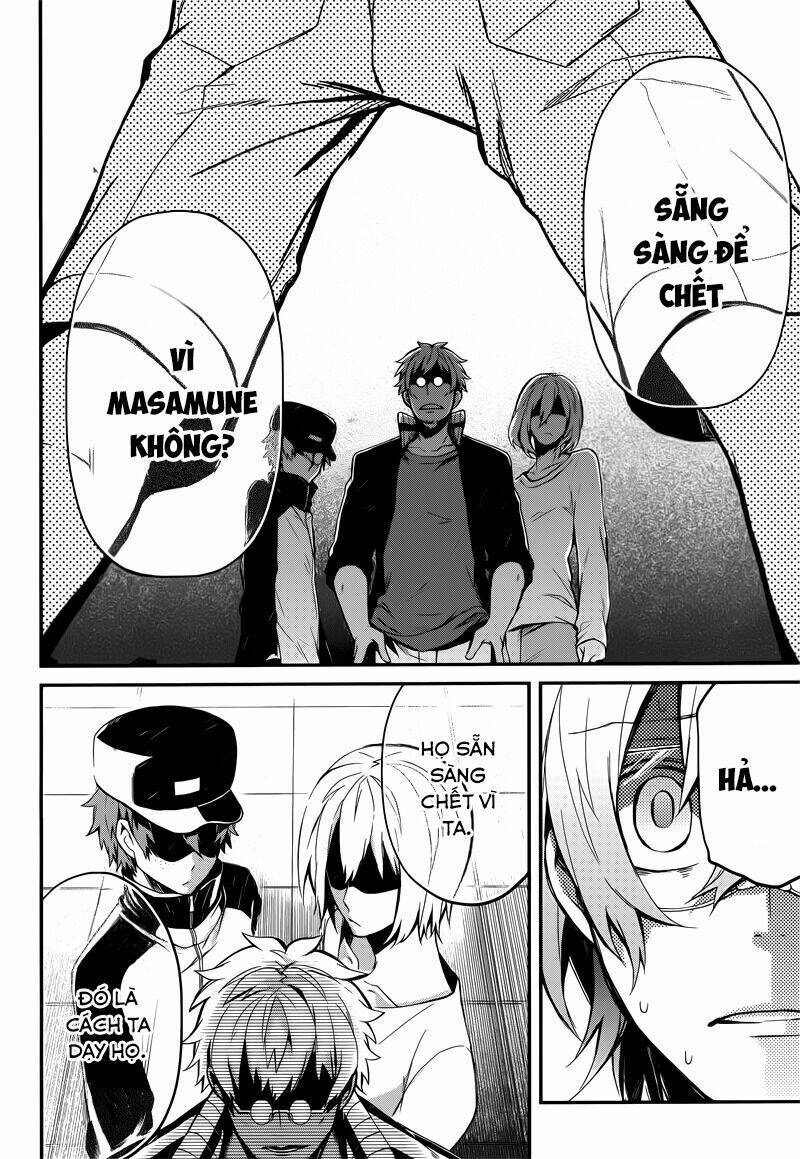 SẴNG
SÀNG ĐỂ
CHẾT
VÌ
MASAMUNE
KHÔNG?
HẢ...
HỌ SẴN
SÀNG
CHẾT VÌ
TA.
ĐÓ LÀ
CÁCH TA
DẠY HỌ.